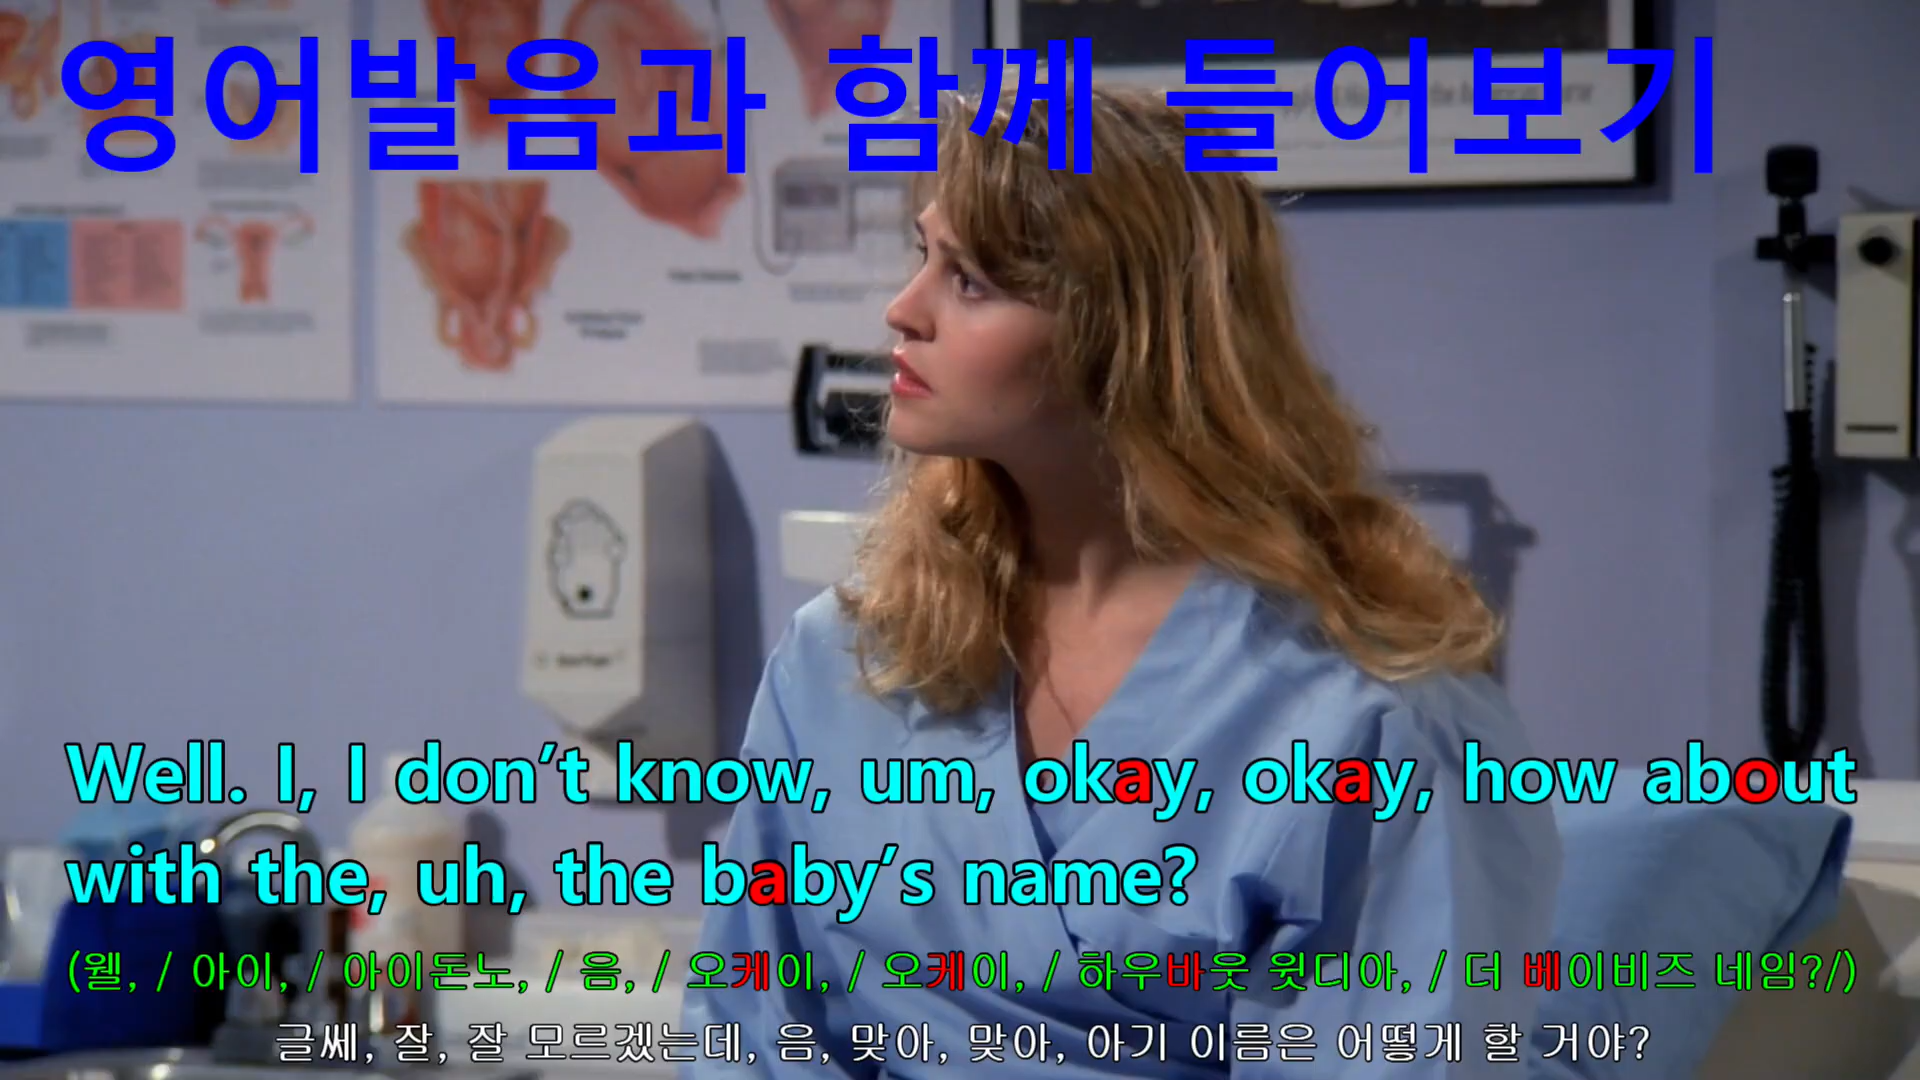 영어발음과 함께 들어보기
Well. I, I don't know, um, okay, okay, how about
with the, uh, the baby's name?
(웰, / 아이, / 아이돈노, / 음, / 오케이, / 오케이, / 하우바웃 윗디아, / 더 베이비즈 네임?/)
글쎄, 잘, 잘 모르겠는데, 음, 맞아, 맞아, 아기 이름은 어떻게 할 거야?